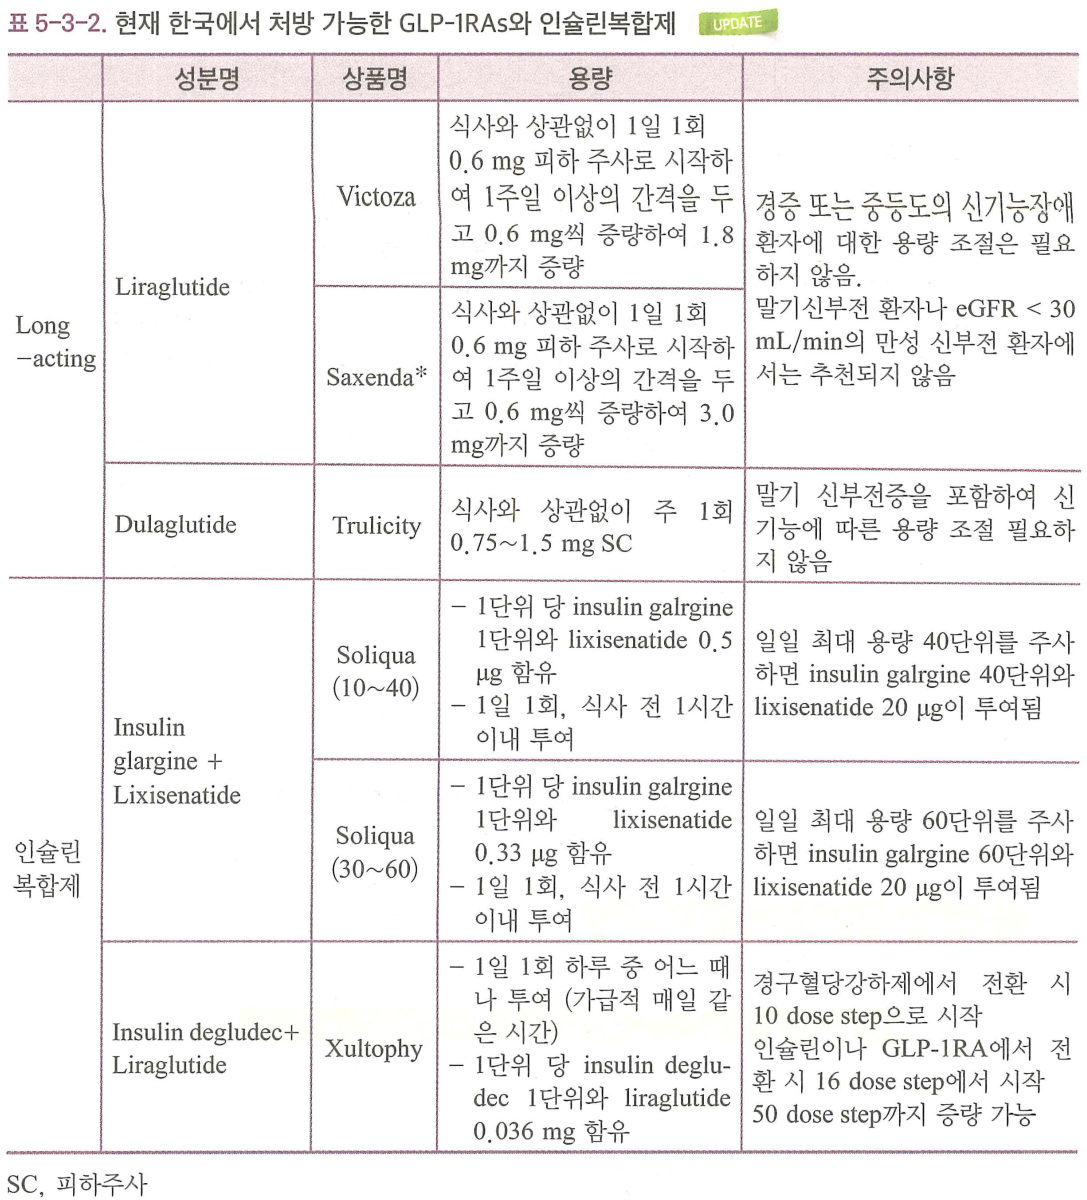 표 5-3-2. 현재 한국에서 처방 가능한 GLP-1RAs와 인슐린복합제 UPDATE
성분명 상품명 용량 주의사항
Long
-acting
Liraglutide
Victoza
식사와 상관없이 1일 1회
0.6 mg 피하 주사로 시작하
여 1주일 이상의 간격을 두
고 0.6 mg씩 증량하여 1.8
mg까지 증량
Saxenda*
식사와 상관없이 1일 1회
0.6 mg 피하 주사로 시작하
여 1주일 이상의 간격을 두
고 0.6 mg씩 증량하여 3.0
mg까지 증량
경증 또는 중등도의 신기능장애
환자에 대한 용량 조절은 필요
하지 않음.
말기신부전 환자나 eGFR < 30
mL/min의 만성 신부전 환자에
서는 추천되지 않음
Dulaglutide
Trulicity
식사와 상관없이 주 1회
0.75~1.5 mg SC
말기 신부전증을 포함하여 신
기능에 따른 용량 조절 필요하
지 않음
인슐린
복합제
Insulin
glargine +
Lixisenatide
Soliqua
(10~40)
- 1단위 당 insulin galrgine
1단위와 lixisenatide 0.5
μg 함유
- 1일 1회, 식사 전 1시간
이내 투여
일일 최대 용량 40단위를 주사
하면 insulin galrgine 40단위와
lixisenatide 20 μg이 투여됨
Soliqua
(30~60)
- 1단위 당 insulin galrgine
1단위와 lixisenatide
0.33 μg 함유
- 1일 1회, 식사 전 1시간
이내 투여
일일 최대 용량 60단위를 주사
하면 insulin galrgine 60단위와
lixisenatide 20 μg이 투여됨
Insulin degludec+
Liraglutide
Xultophy
- 1일 1회 하루 중 어느 때
나 투여 (가급적 매일 같
은 시간)
- 1단위 당 insulin deglu-
dec 1단위와 liraglutide
0.036 mg 함유
경구혈당강하제에서 전환 시
10 dose step으로 시작
인슐린이나 GLP-1RA에서 전
환 시 16 dose step에서 시작
50 dose step까지 증량 가능
SC, 피하주사